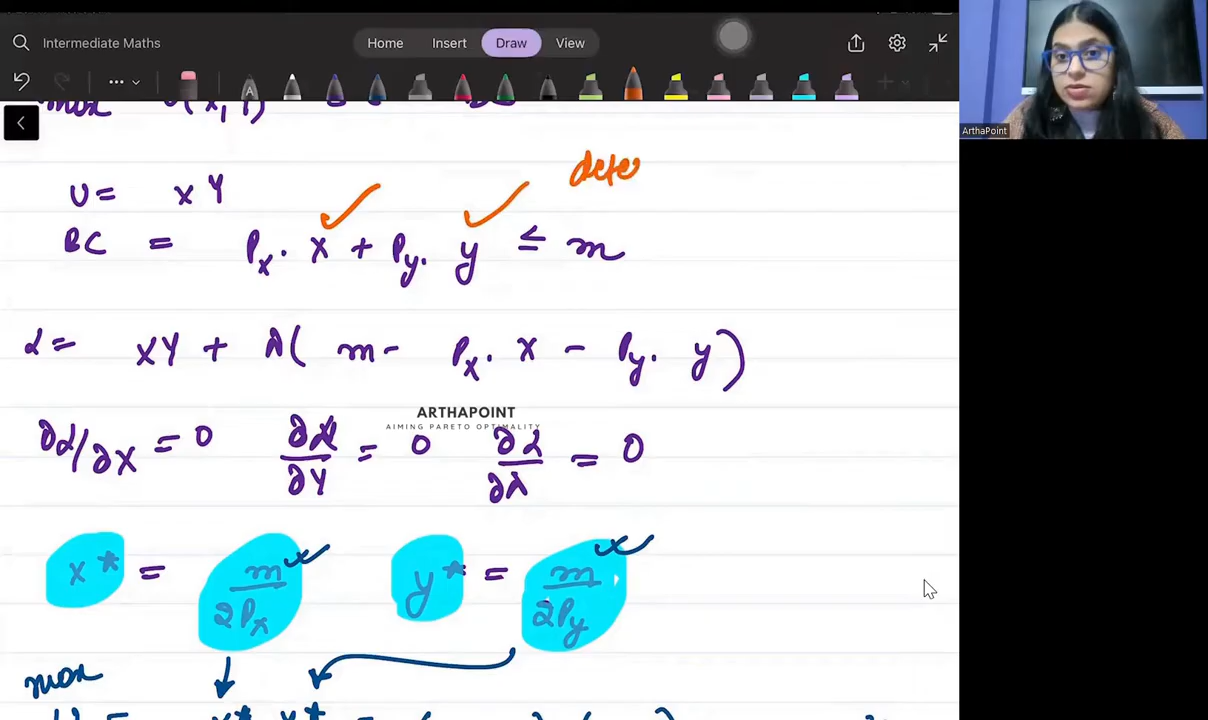 Intermediate Maths
Home Insert Draw View
max U(x, Y)
U = x Y
dete
BC = Px. x + Py. y ≤ m
L = XY + λ( m - Px. x - Py. y )
ARTHAPOINT
AIMING PARETO OPTIMALITY
∂L/∂X = 0 ∂L/∂Y = 0 ∂L/∂λ = 0
x* = m/2Px y* = m/2Py
max
x* Y* =
ArthaPoint